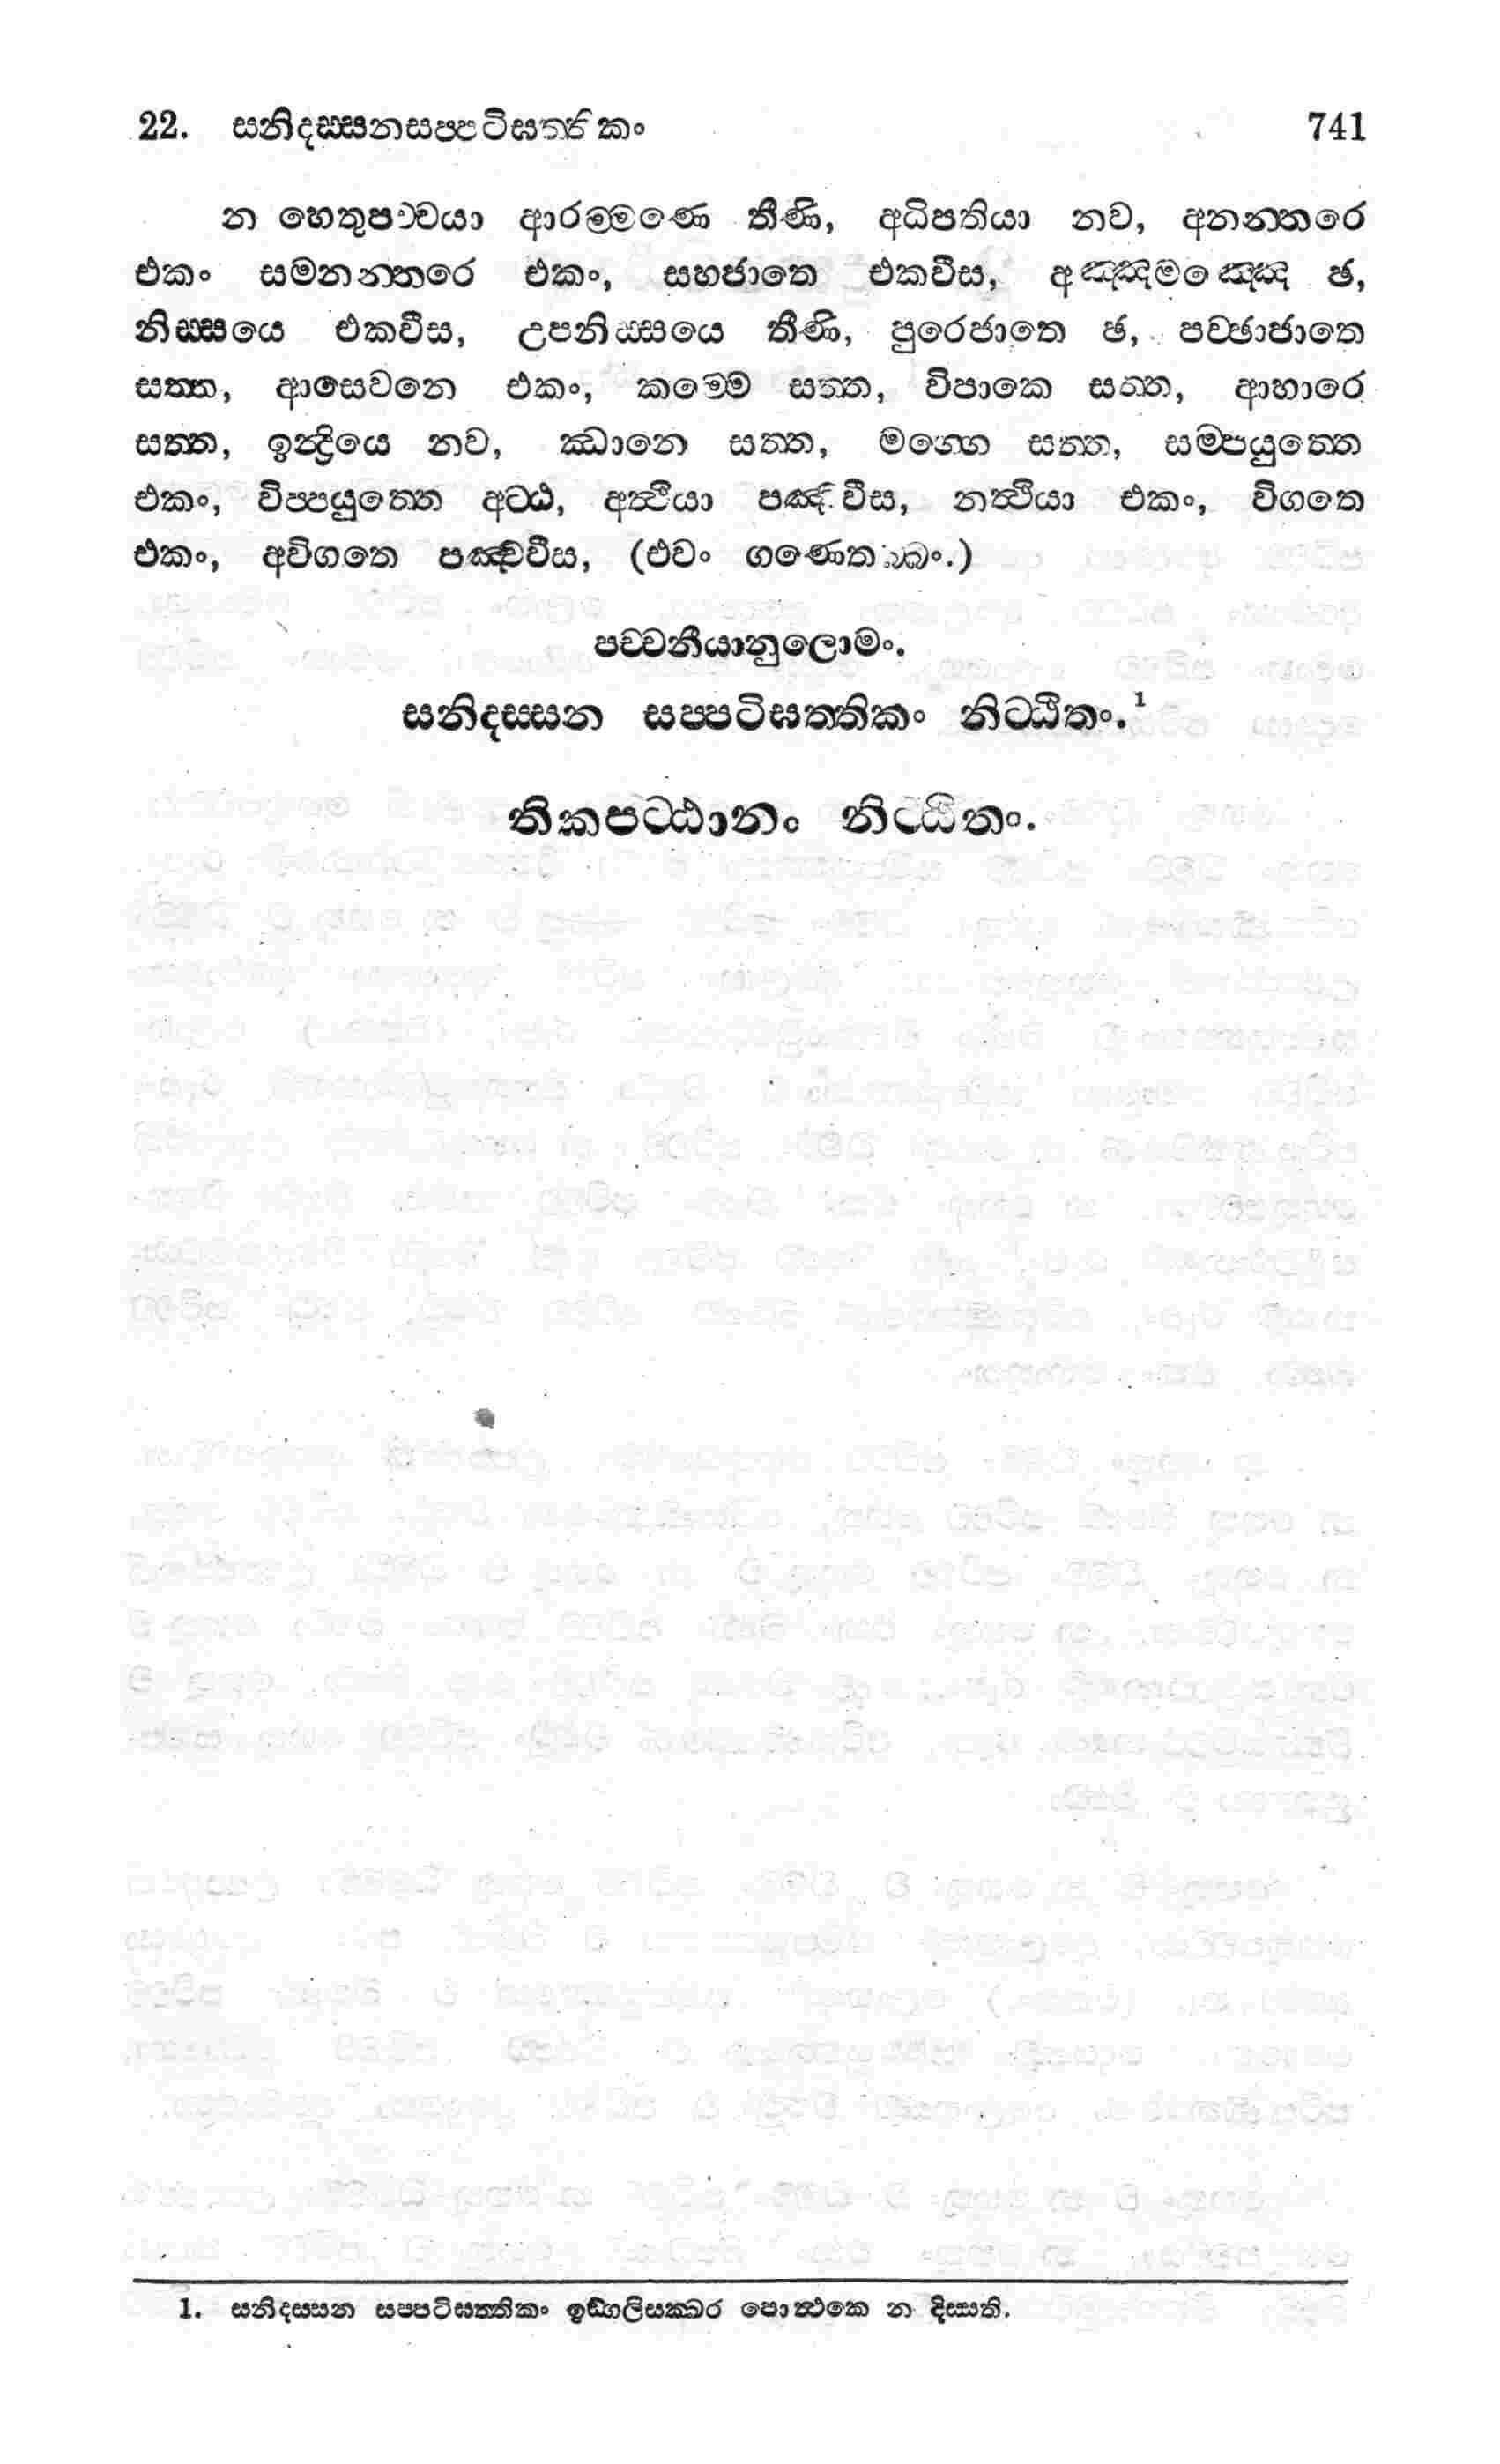 22. සනිදස්සනසප්පටිඝත්තිකං 741
න හෙතුපච්චයා ආරම්මණෙ තීණි, අධිපතියා නව, අනන්තරෙ
එකං සමනන්තරෙ එකං, සහජාතෙ එකවීස, අඤ්ඤමඤ්ඤෙ ඡ,
නිස්සයෙ එකවීස, උපනිස්සයෙ තීණි, පුරෙජාතෙ ඡ, පච්ඡාජාතෙ
සත්ත, ආසෙවනෙ එකං, කම්මෙ සත්ත, විපාකෙ සත්ත, ආහාරෙ
සත්ත, ඉන්ද්‍රියෙ නව, ඣානෙ සත්ත, මග්ගෙ සත්ත, සම්පයුත්තෙ
එකං, විප්පයුත්තෙ අට්ඨ, අත්ථියා පඤ්චවීස, නත්ථියා එකං, විගතෙ
එකං, අවිගතෙ පඤ්චවීස, (එවං ගණෙතබ්බං.)
පච්චනීයානුලොමං.
සනිදස්සන සප්පටිඝත්තිකං නිට්ඨිතං.¹
තිකපට්ඨානං නිට්ඨිතං.
1. සනිදස්සන සප්පටිඝත්තිකං ඉඞ්ගලිසක්ඛර පොත්ථකෙ න දිස්සති.